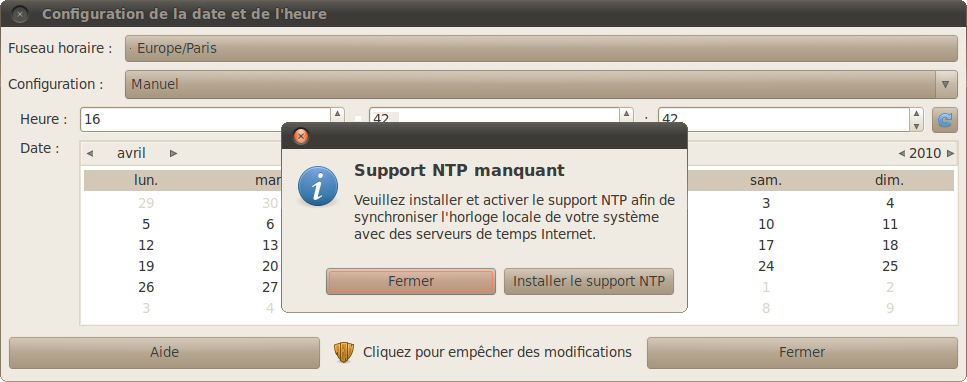 Configuration de la date et de l'heure
Fuseau horaire : Europe/Paris
Configuration : Manuel
Heure : 16 42 : 42
Date : avril 2010
Support NTP manquant
Veuillez installer et activer le support NTP afin de
synchroniser l'horloge locale de votre système
avec des serveurs de temps Internet.
Fermer Installer le support NTP
lun. mar sam. dim.
29 30 3 4
5 6 10 11
12 13 17 18
19 20 24 25
26 27 1 2
3 4 8 9
Aide Cliquez pour empêcher des modifications Fermer